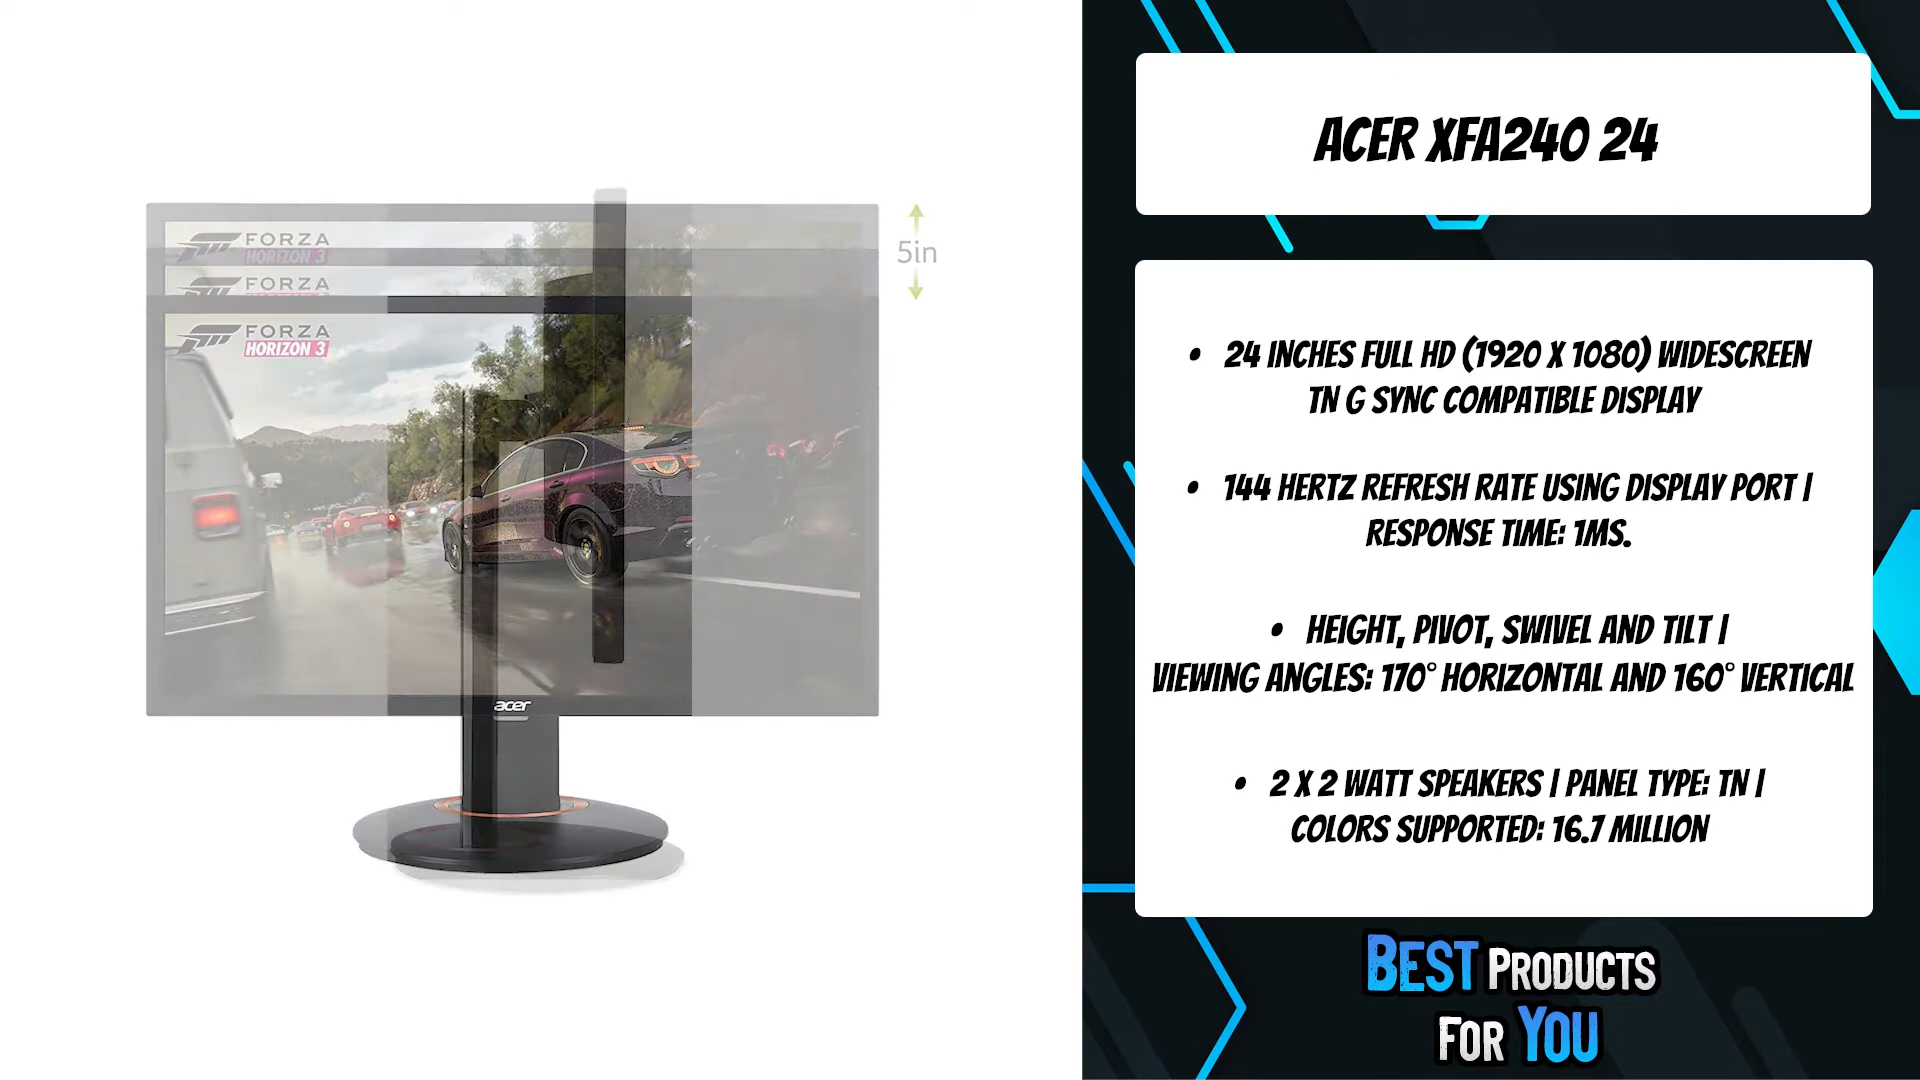 FORZA
HORIZON 3
FORZA
FORZA
HORIZON 3
5in
acer
ACER XFA240 24
• 24 INCHES FULL HD (1920 X 1080) WIDESCREEN
TN G SYNC COMPATIBLE DISPLAY
• 144 HERTZ REFRESH RATE USING DISPLAY PORT |
RESPONSE TIME: 1MS.
• HEIGHT, PIVOT, SWIVEL AND TILT |
VIEWING ANGLES: 170° HORIZONTAL AND 160° VERTICAL
• 2 X 2 WATT SPEAKERS | PANEL TYPE: TN |
COLORS SUPPORTED: 16.7 MILLION
BEST PRODUCTS
FOR YOU